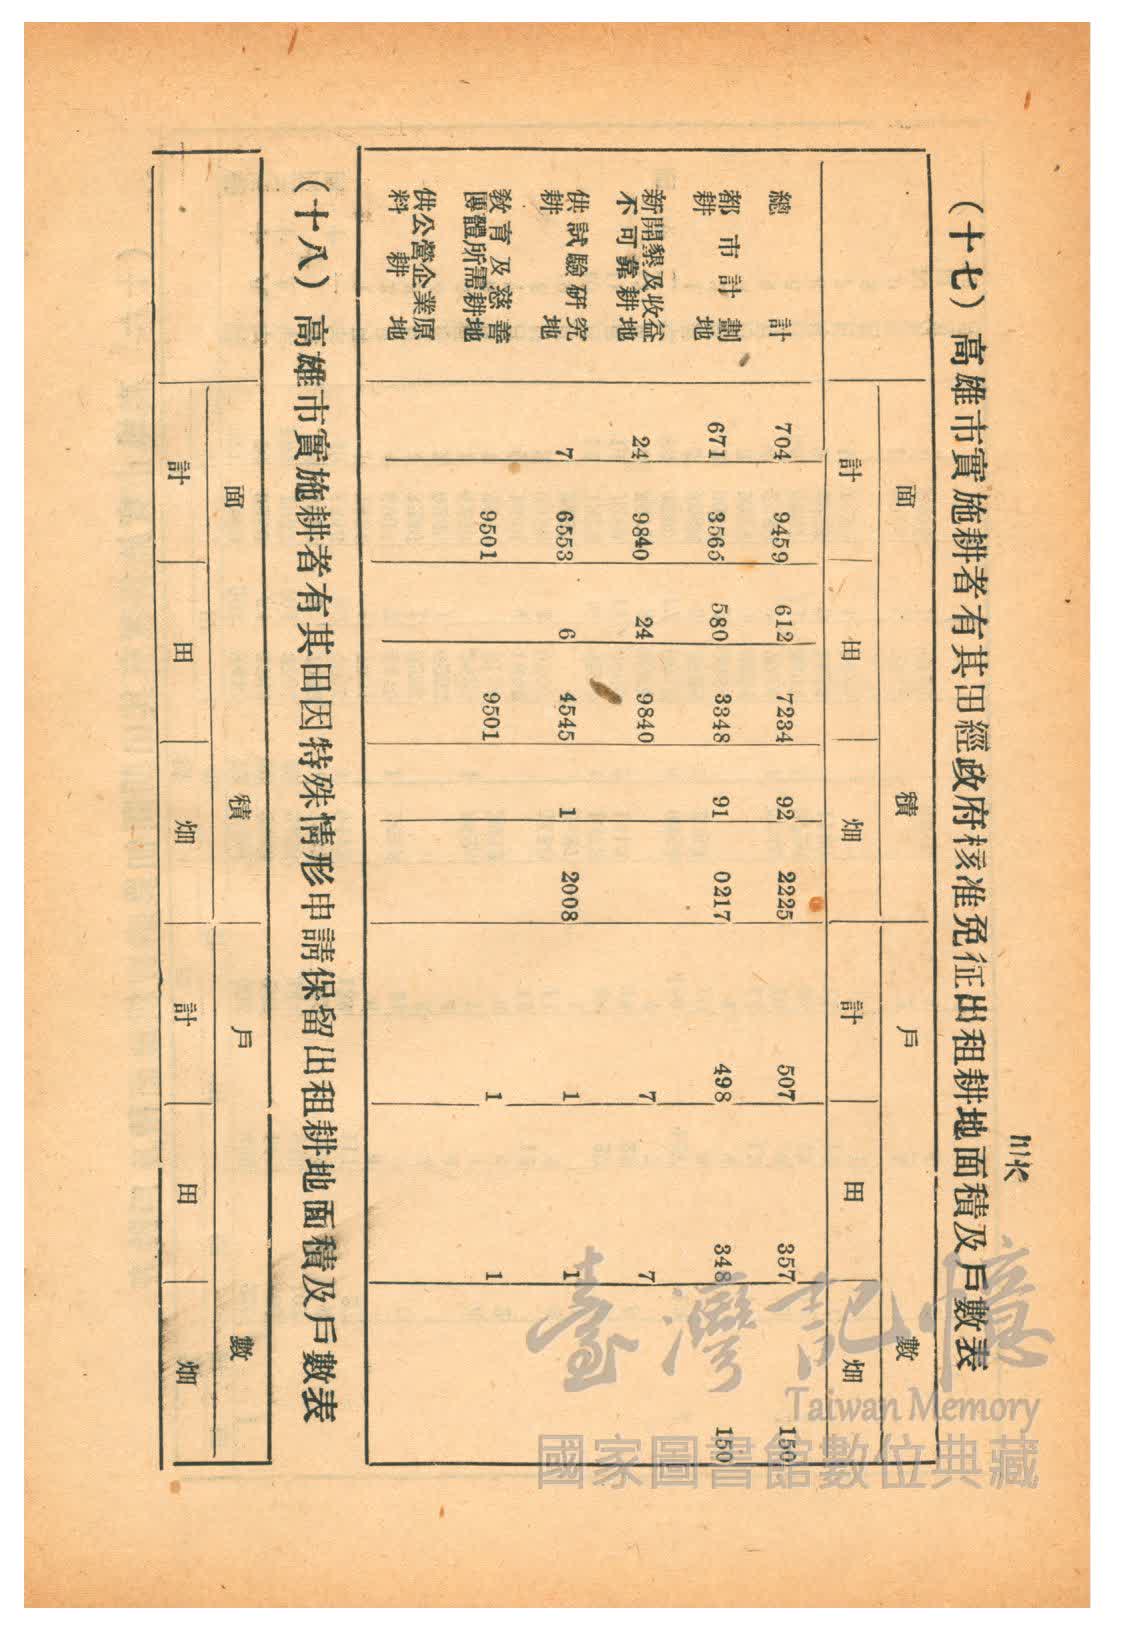 (十七)高雄市實施耕者有其田經政府核准免征出租耕地面積及戶數表
面積 戶數
計 田 畑 計 田 畑
總計 704 9459 612 7234 92 2225 507 357 150
都市計劃耕地 671 3565 580 3348 91 0217 498 348 150
新開墾及收益不可靠耕地 24 9840 24 9840 7 7
供試驗研究耕地 7 6553 6 4545 1 2008 1 1
敎育及慈善團體所需耕地 9501 9501 1 1
供公營企業原料耕地
(十八)高雄市實施耕者有其田因特殊情形申請保留出租耕地面積及戶數表
面積 戶數
計 田 畑 計 田 畑
臺灣記憶
Taiwan Memory
國家圖書館數位典藏